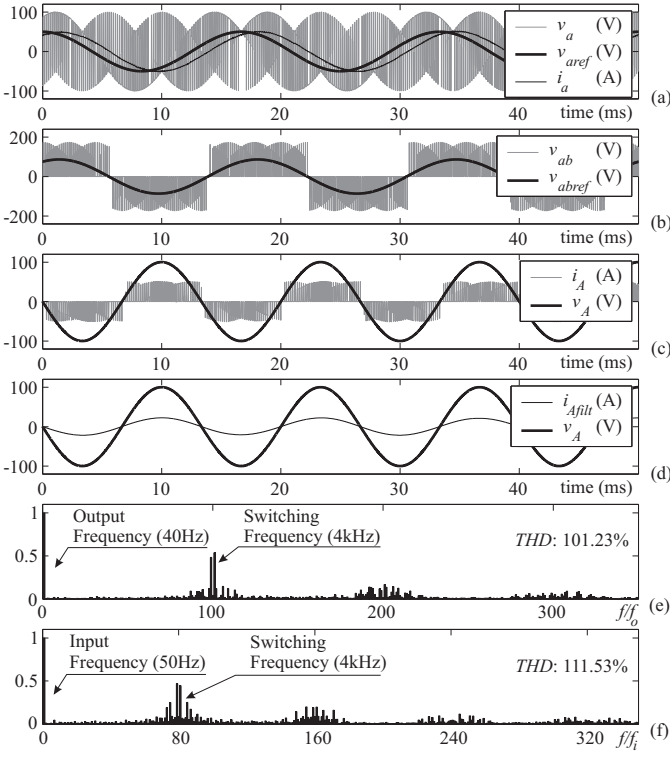 100
0
-100
v_a (V)
v_aref (V)
i_a (A)
0 10 20 30 time (ms) (a)
200
0
-200
v_ab (V)
v_abref (V)
0 10 20 30 40 time (ms) (b)
100
0
-100
i_A (A)
v_A (V)
0 10 20 30 time (ms) (c)
100
0
-100
i_Afilt (A)
v_A (V)
0 10 20 30 40 time (ms) (d)
1
0.5
0
Output
Frequency (40Hz)
Switching
Frequency (4kHz)
THD: 101.23%
0 100 200 300 f/f_o (e)
1
0.5
0
Input
Frequency (50Hz)
Switching
Frequency (4kHz)
THD: 111.53%
0 80 160 240 320 f/f_i (f)